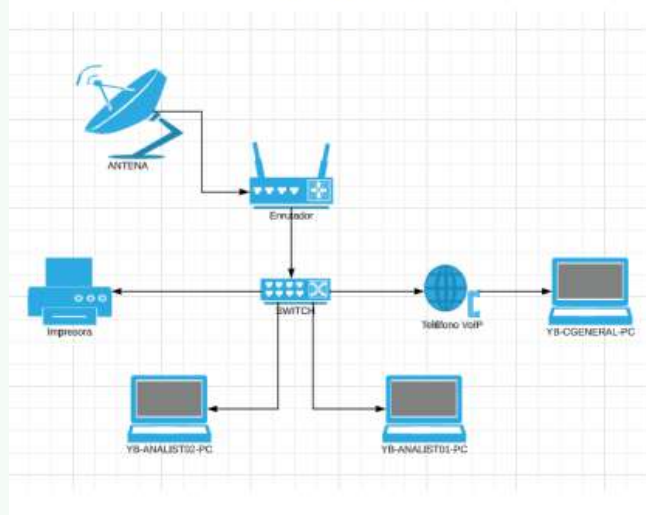 ANTENA
Enrutador
SWITCH
Impresora
Teléfono VoIP
YB-CGENERAL-PC
YB-ANALIST02-PC
YB-ANALIST01-PC